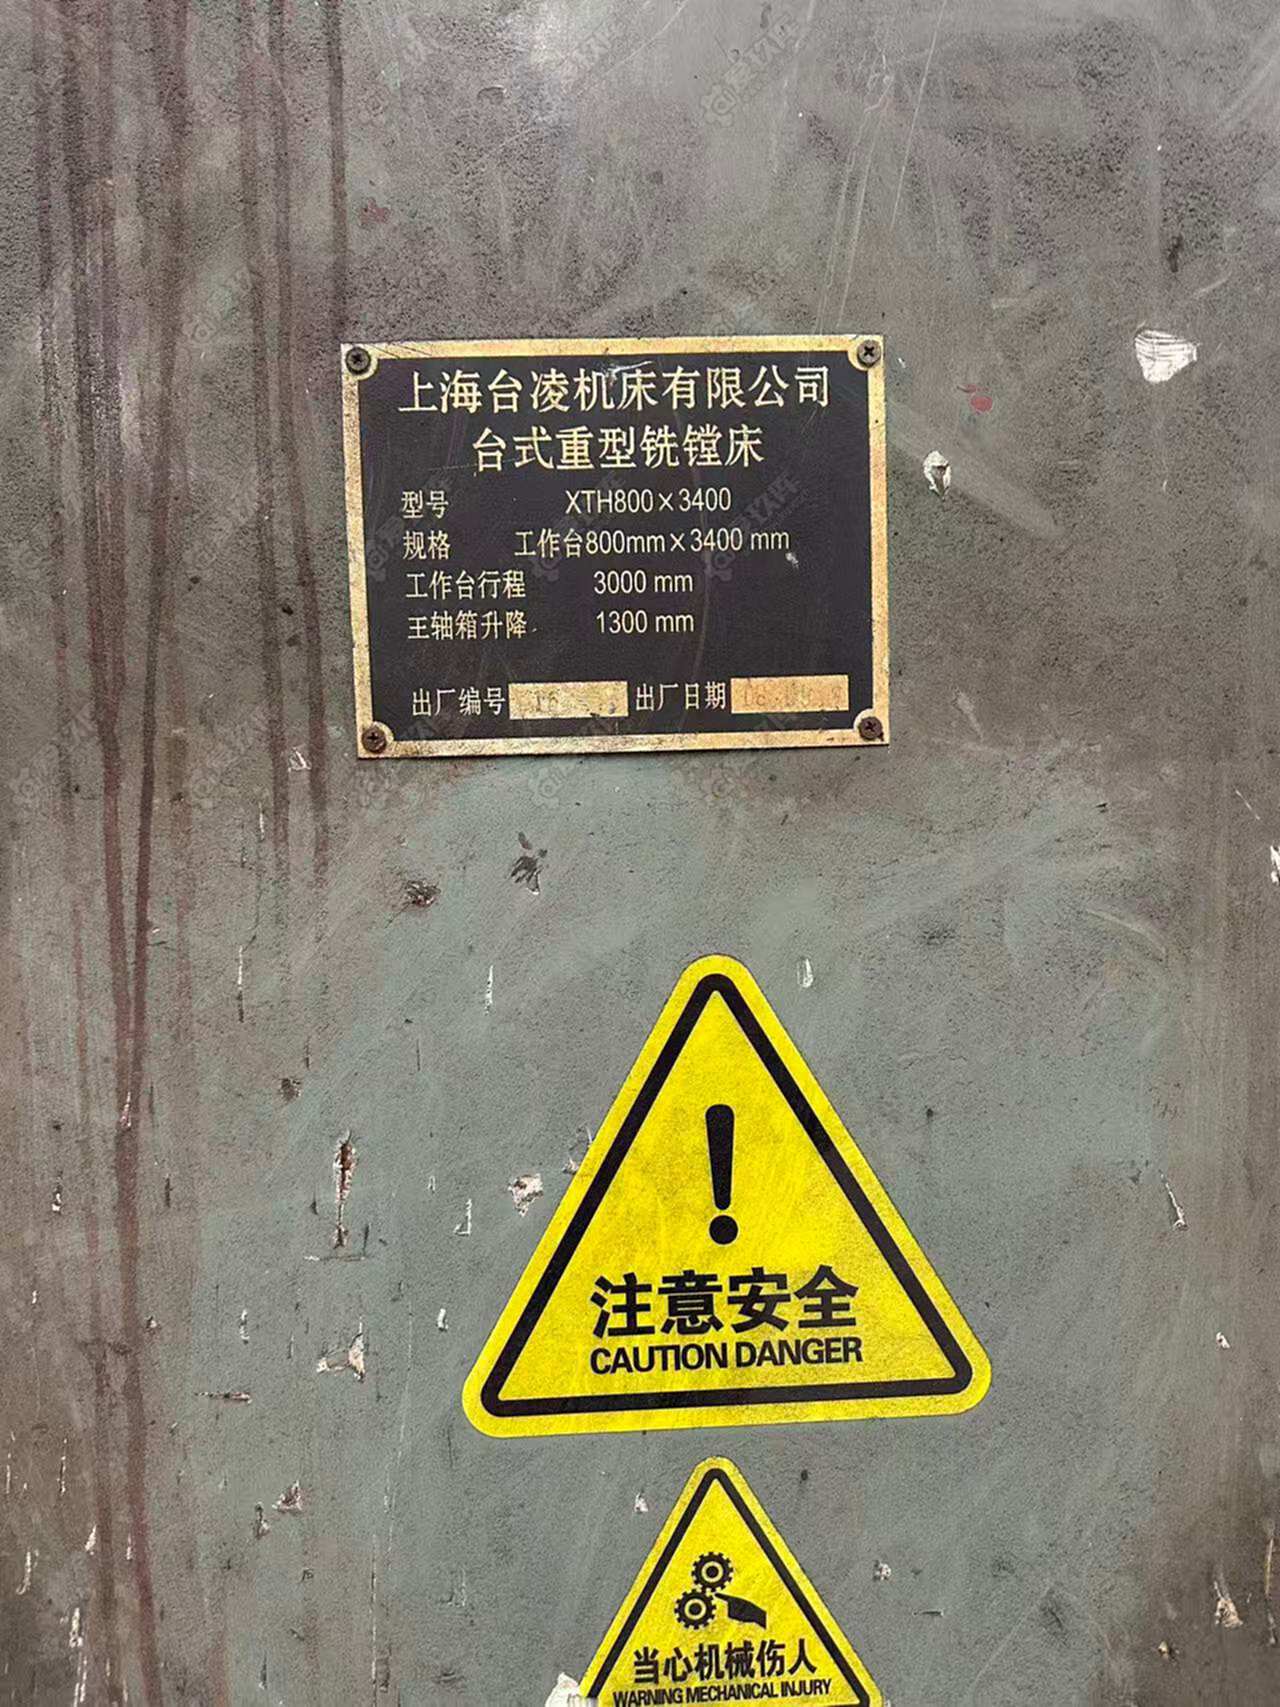 上海台凌机床有限公司
台式重型铣镗床
型号 XTH800×3400
规格 工作台800mm×3400 mm
工作台行程 3000 mm
主轴箱升降 1300 mm
出厂编号 出厂日期
注意安全
CAUTION DANGER
当心机械伤人
WARNING MECHANICAL INJURY